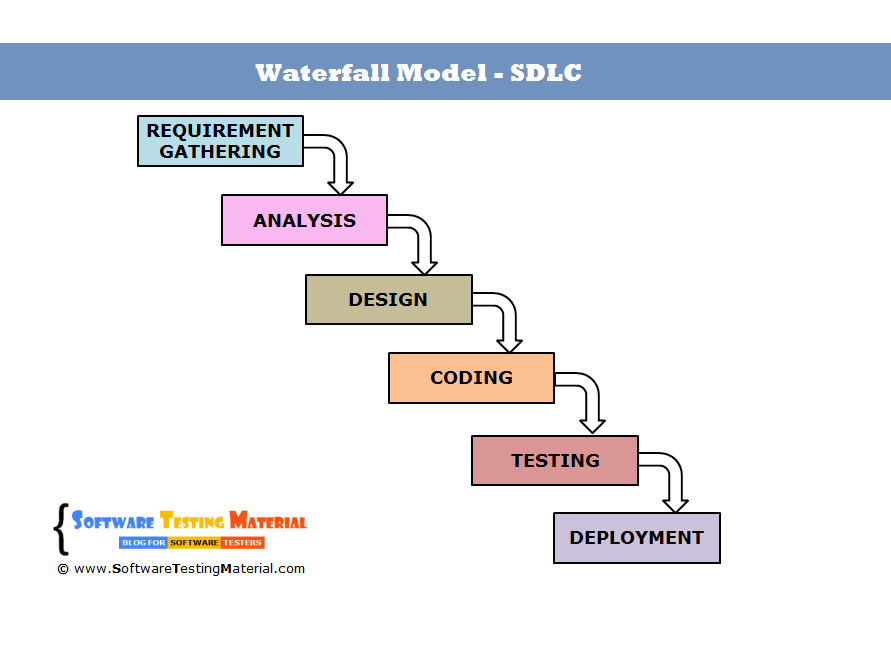 Waterfall Model - SDLC
REQUIREMENT
GATHERING
ANALYSIS
DESIGN
CODING
TESTING
DEPLOYMENT
SOFTWARE TESTING MATERIAL
BLOG FOR SOFTWARE TESTERS
© www.SoftwareTestingMaterial.com